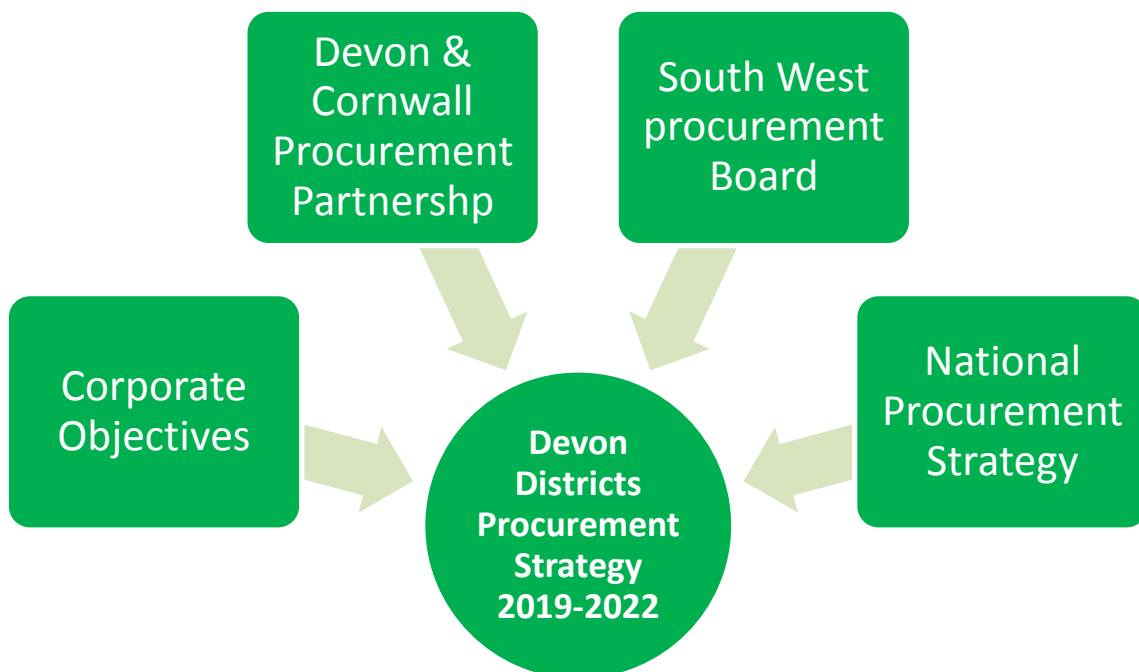 Devon &
Cornwall
Procurement
Partnershp
South West
procurement
Board
Corporate
Objectives
National
Procurement
Strategy
Devon
Districts
Procurement
Strategy
2019-2022